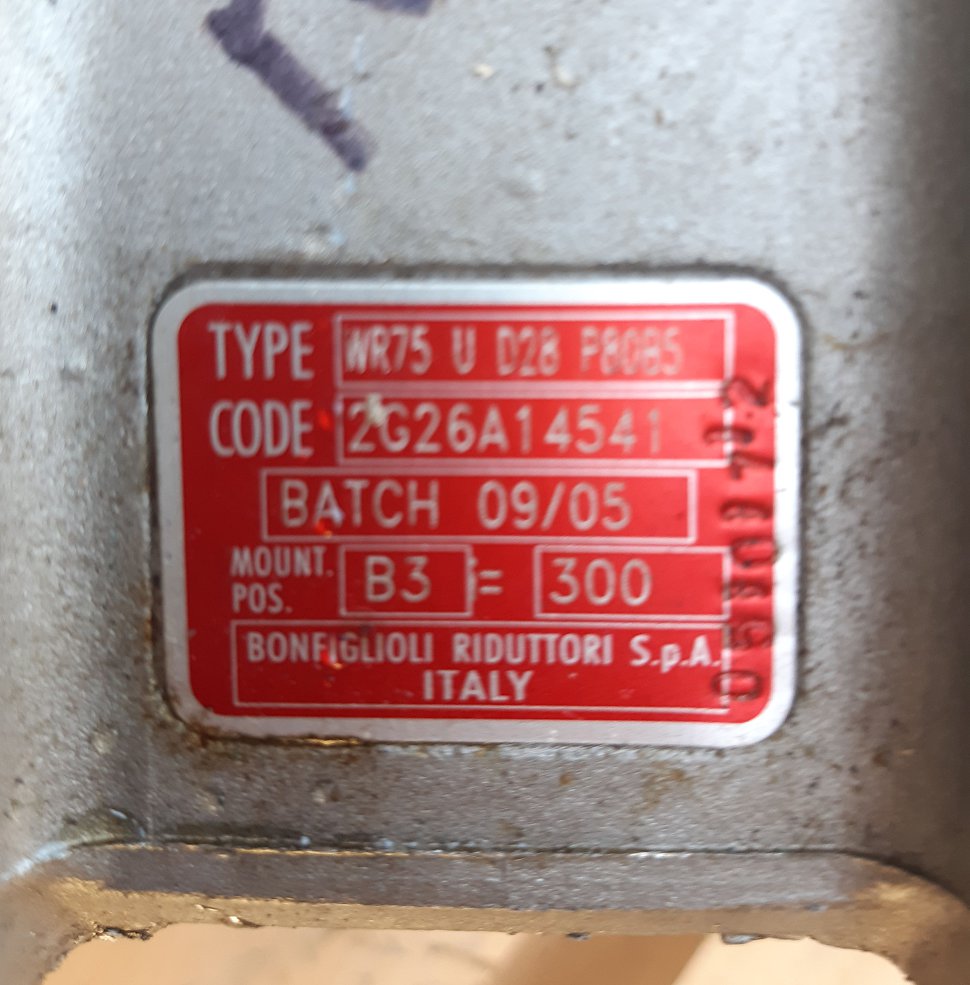 TYPE WR75 U D28 P80B5
CODE 2G26A14541
BATCH 09/05
MOUNT. POS. B3 i= 300
BONFIGLIOLI RIDUTTORI S.p.A.
ITALY